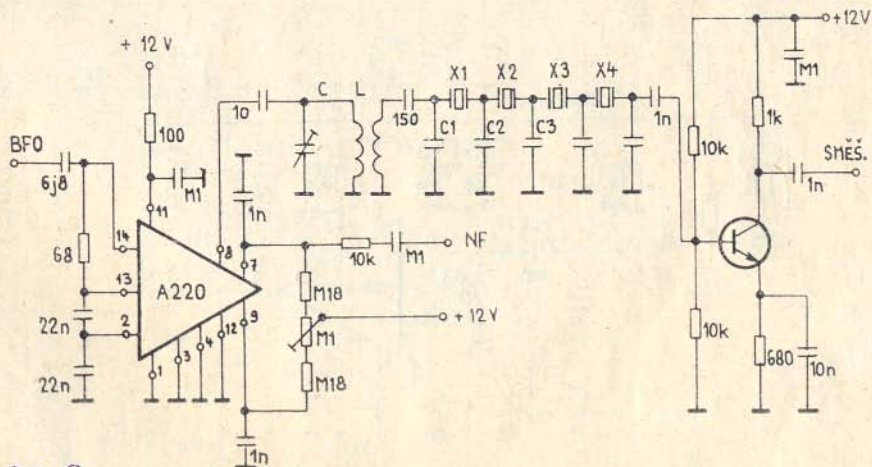 + 12 V
+12V
X1 X2 X3 X4
M1
10
C L
150
1n
100
C1 C2 C3
10k
1k
BFO
6j8
M1
11
SMĚŠ.
1n
1n
14
8
7
10k
M1
NF
68
13
A220
M18
2
9
+ 12V
M1
22n
12
4
3
1
M18
10k
680
10n
22n
1n